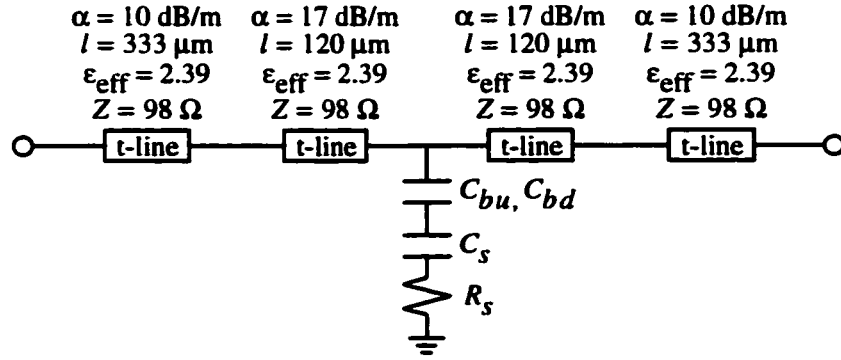 α = 10 dB/m α = 17 dB/m α = 17 dB/m α = 10 dB/m
l = 333 μm l = 120 μm l = 120 μm l = 333 μm
ε_eff = 2.39 ε_eff = 2.39 ε_eff = 2.39 ε_eff = 2.39
Z = 98 Ω Z = 98 Ω Z = 98 Ω Z = 98 Ω
t-line t-line t-line t-line
C_bu, C_bd
C_s
R_s